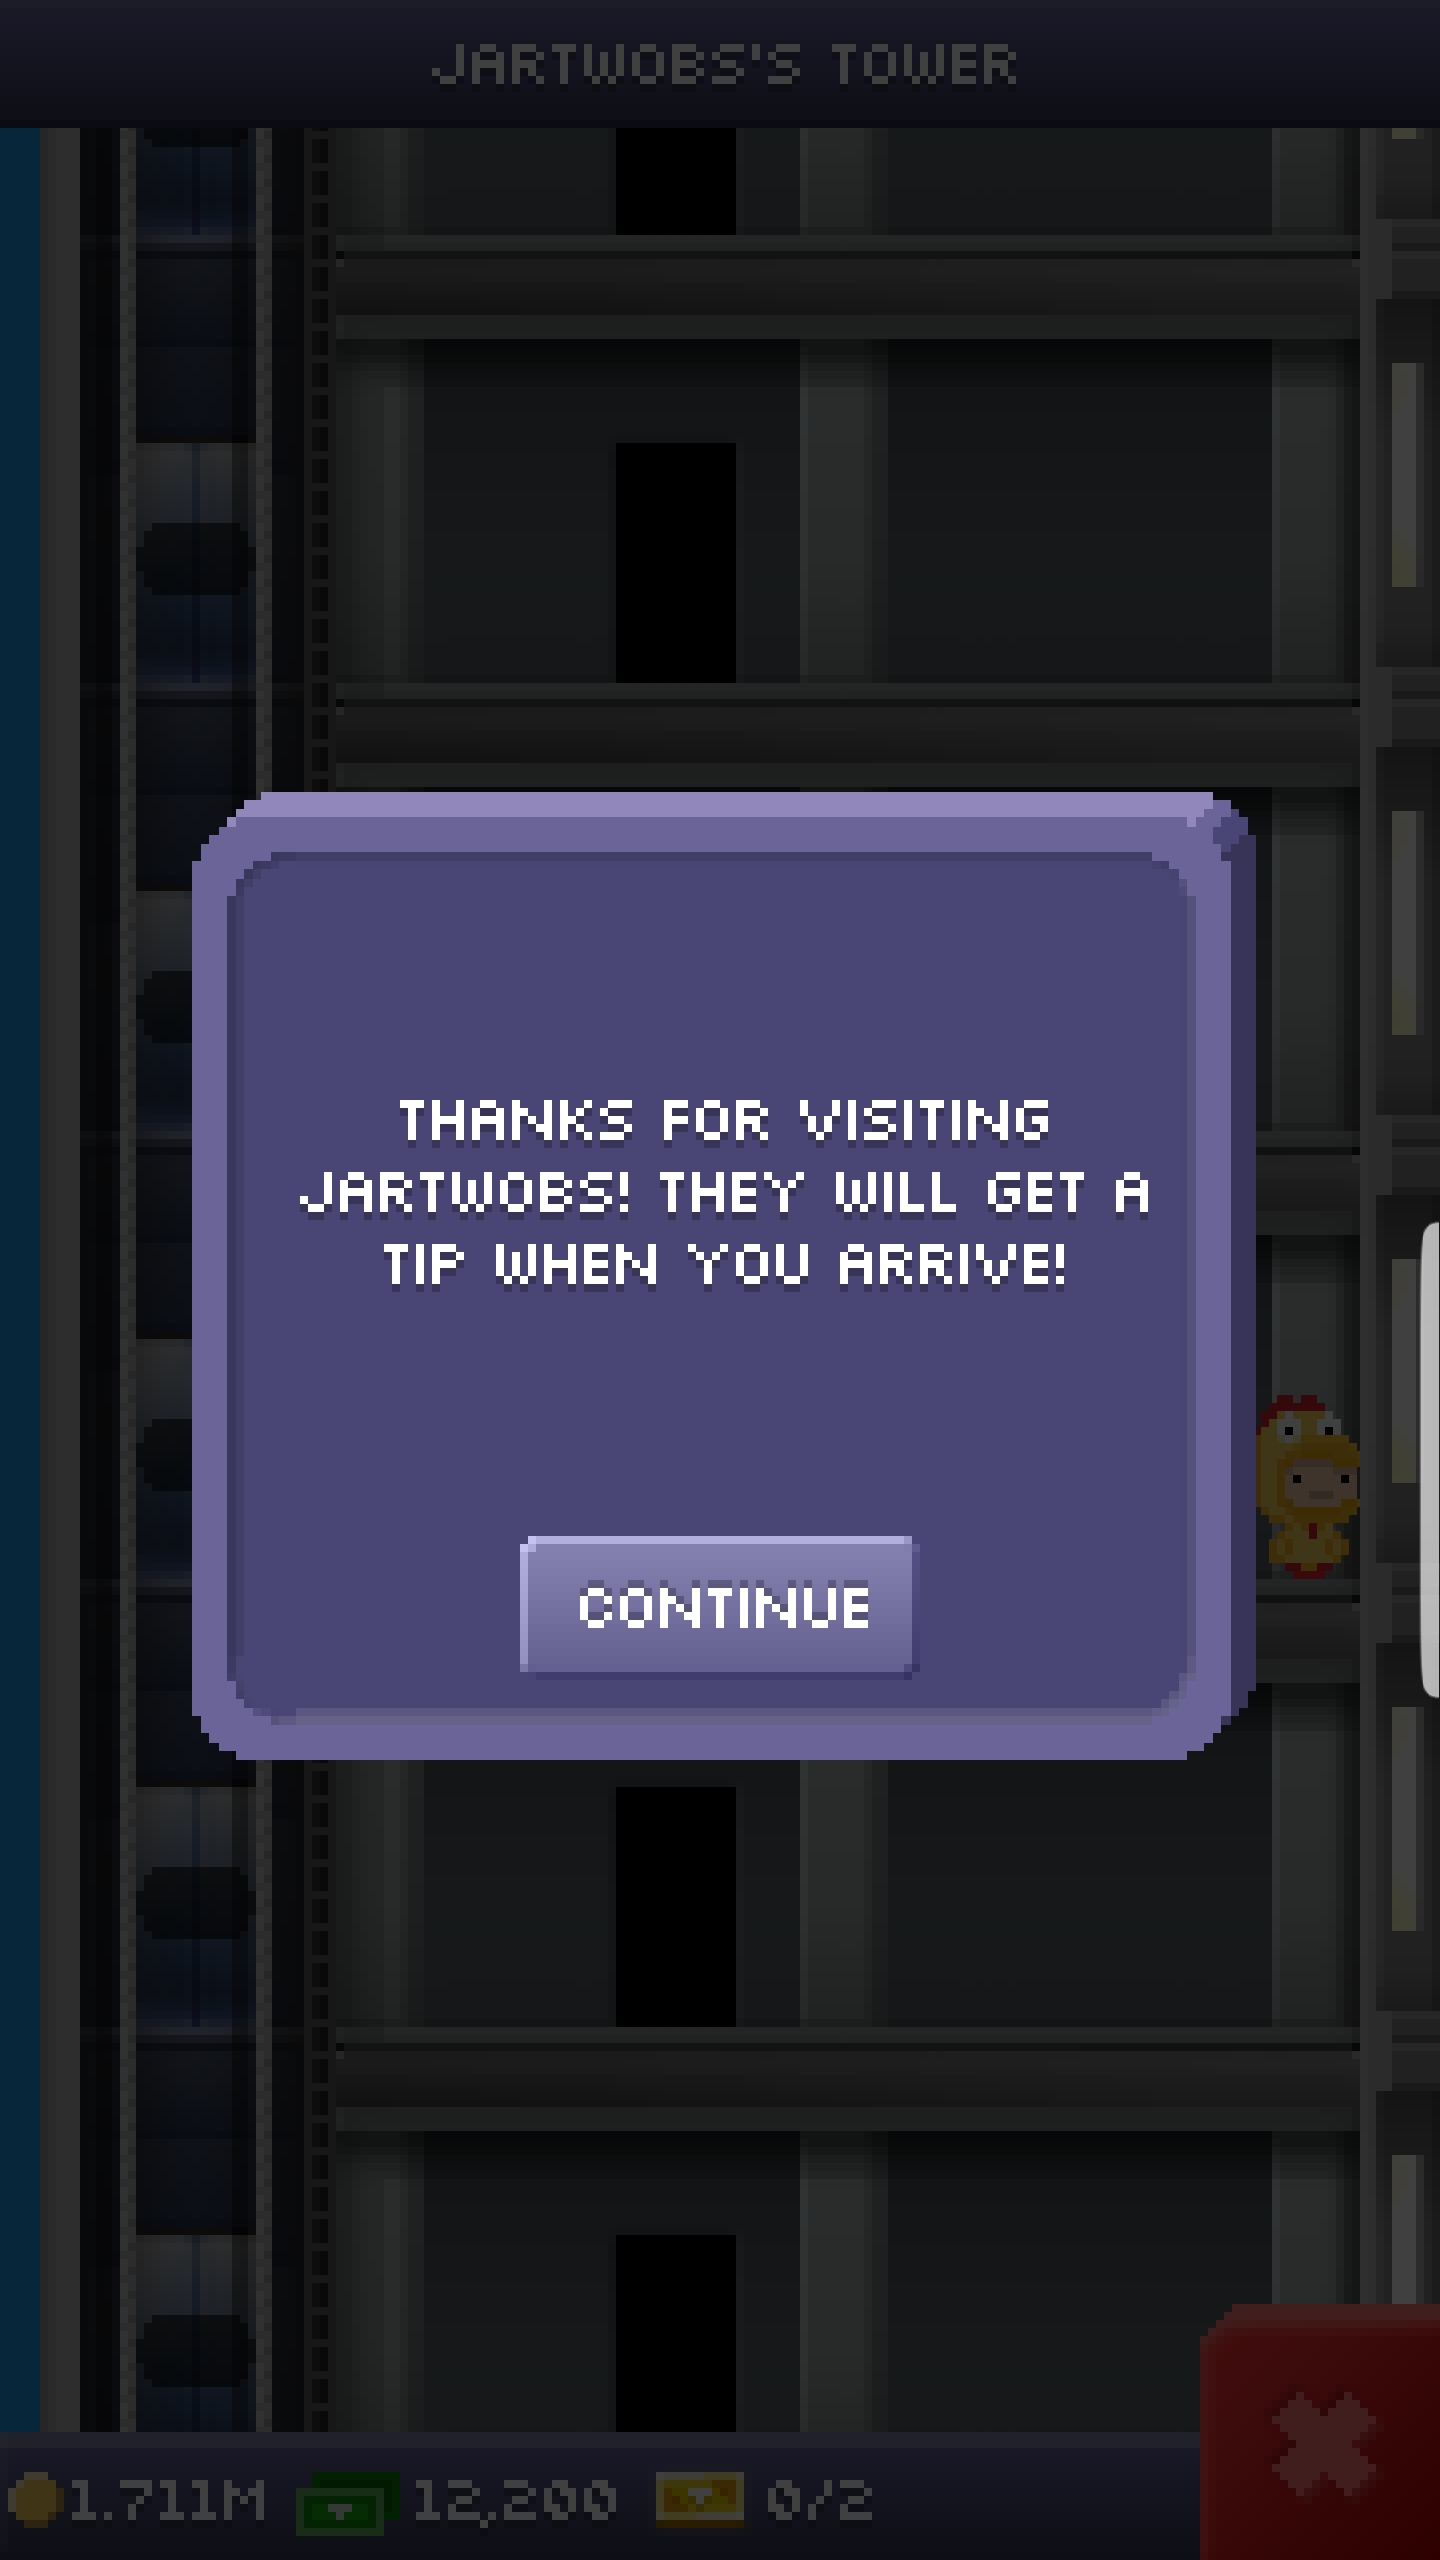 JARTWOBS'S TOWER
THANKS FOR VISITING
JARTWOBS! THEY WILL GET A
TIP WHEN YOU ARRIVE!
CONTINUE
1.711M 12,200 0/2